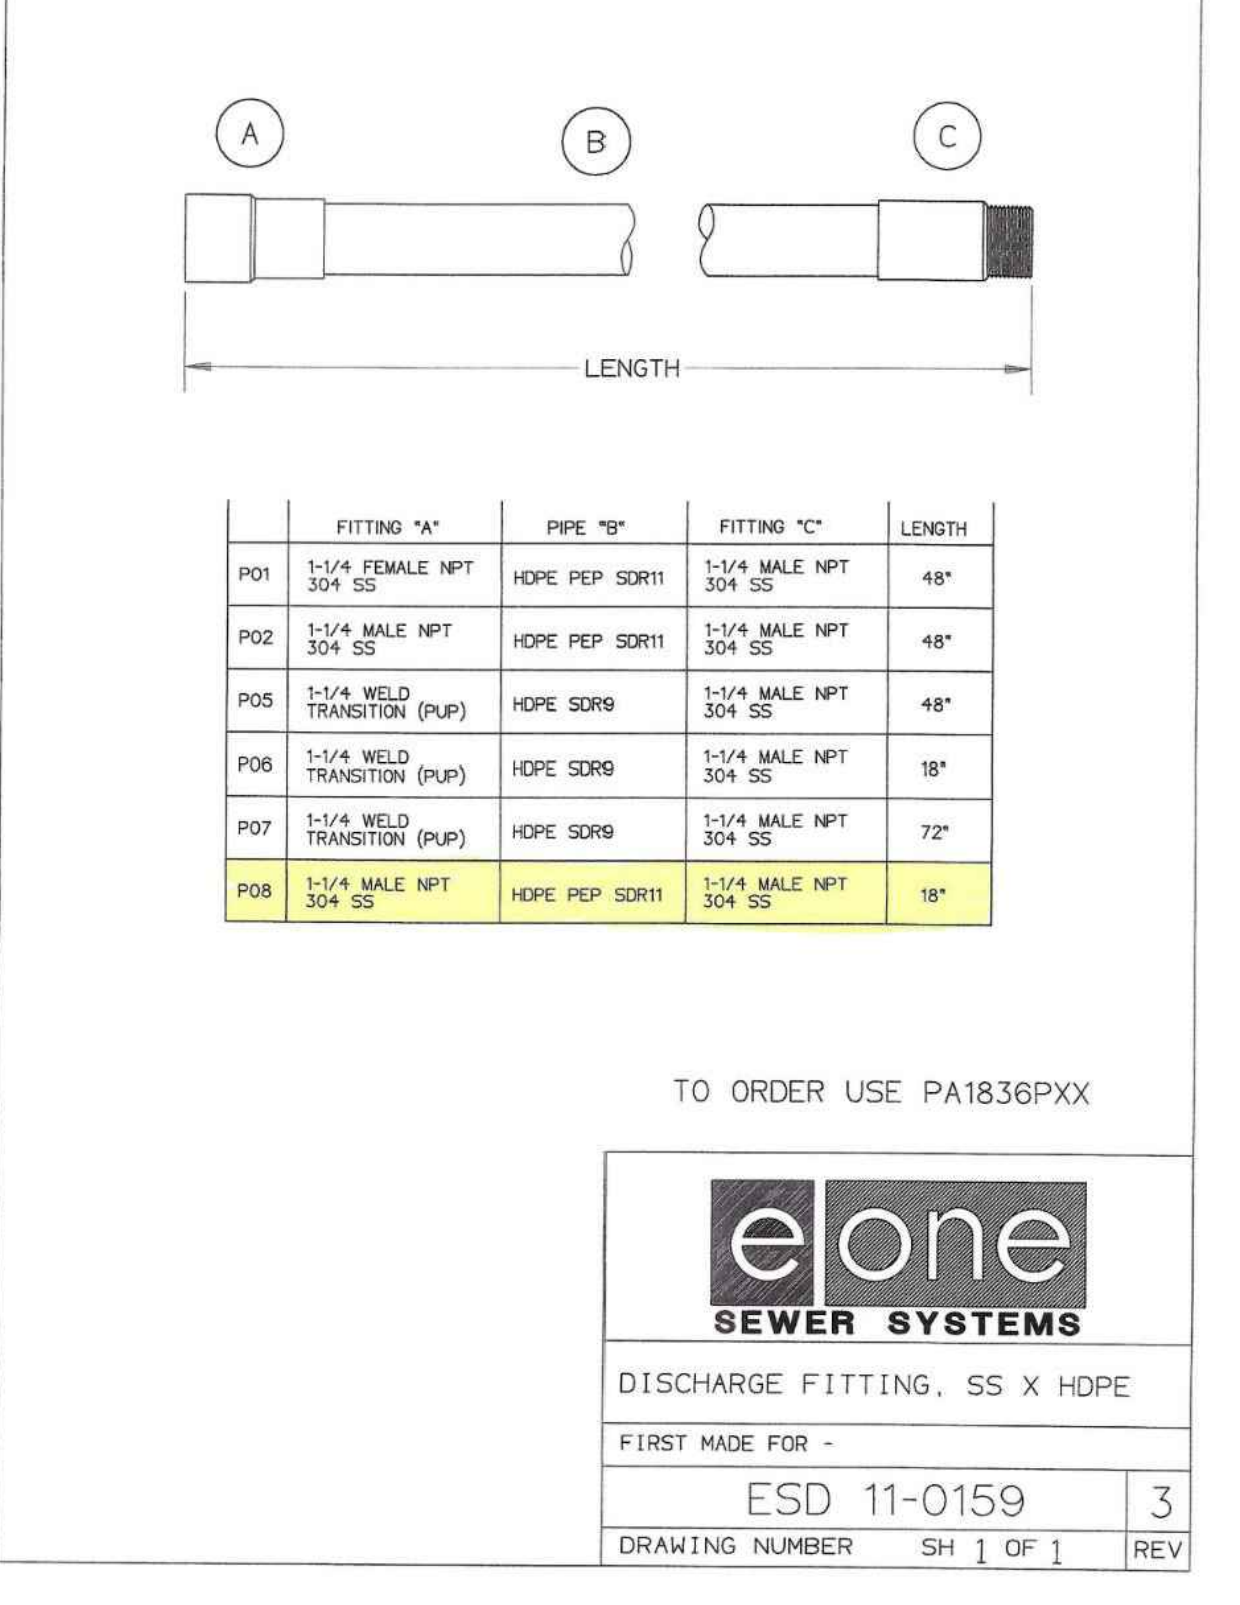 A
B
C
LENGTH
FITTING "A" PIPE "B" FITTING "C" LENGTH
P01 1-1/4 FEMALE NPT 304 SS HDPE PEP SDR11 1-1/4 MALE NPT 304 SS 48"
P02 1-1/4 MALE NPT 304 SS HDPE PEP SDR11 1-1/4 MALE NPT 304 SS 48"
P05 1-1/4 WELD TRANSITION (PUP) HDPE SDR9 1-1/4 MALE NPT 304 SS 48"
P06 1-1/4 WELD TRANSITION (PUP) HDPE SDR9 1-1/4 MALE NPT 304 SS 18"
P07 1-1/4 WELD TRANSITION (PUP) HDPE SDR9 1-1/4 MALE NPT 304 SS 72"
P08 1-1/4 MALE NPT 304 SS HDPE PEP SDR11 1-1/4 MALE NPT 304 SS 18"
TO ORDER USE PA1836PXX
e one
SEWER SYSTEMS
DISCHARGE FITTING, SS X HDPE
FIRST MADE FOR -
ESD 11-0159 3
DRAWING NUMBER SH 1 OF 1 REV